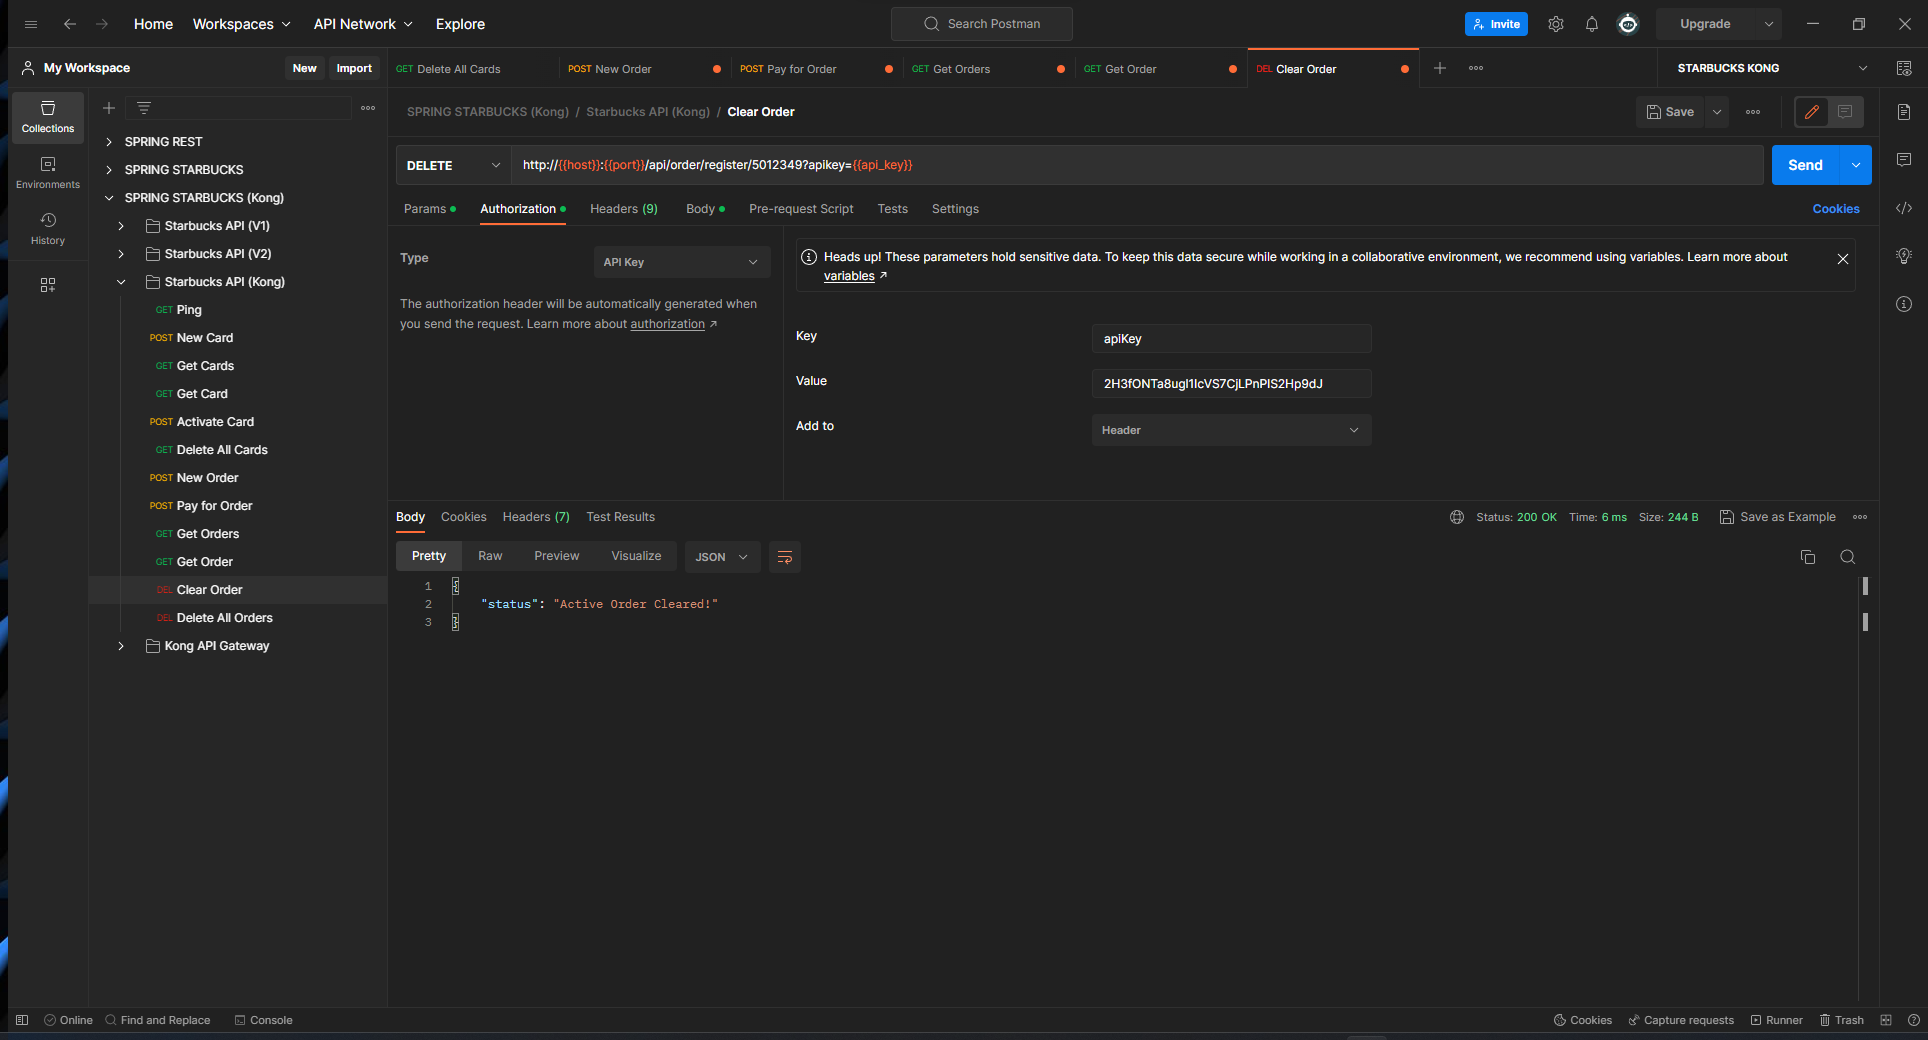 Home Workspaces API Network Explore Search Postman Invite Upgrade
My Workspace New Import
GET Delete All Cards POST New Order POST Pay for Order GET Get Orders GET Get Order DEL Clear Order STARBUCKS KONG
Collections
Environments
History
SPRING REST
SPRING STARBUCKS
SPRING STARBUCKS (Kong)
Starbucks API (V1)
Starbucks API (V2)
Starbucks API (Kong)
GET Ping
POST New Card
GET Get Cards
GET Get Card
POST Activate Card
GET Delete All Cards
POST New Order
POST Pay for Order
GET Get Orders
GET Get Order
DEL Clear Order
DEL Delete All Orders
Kong API Gateway
SPRING STARBUCKS (Kong) / Starbucks API (Kong) / Clear Order Save
DELETE http://{{host}}:{{port}}/api/order/register/5012349?apikey={{api_key}} Send
Params Authorization Headers (9) Body Pre-request Script Tests Settings Cookies
Type API Key
The authorization header will be automatically generated when
you send the request. Learn more about authorization ↗
Heads up! These parameters hold sensitive data. To keep this data secure while working in a collaborative environment, we recommend using variables. Learn more about
variables ↗
Key apiKey
Value 2H3fONTa8ugI1IcVS7CjLPnPIS2Hp9dJ
Add to Header
Body Cookies Headers (7) Test Results Status: 200 OK Time: 6 ms Size: 244 B Save as Example
Pretty Raw Preview Visualize JSON
1 {
2 "status": "Active Order Cleared!"
3 }
Online Find and Replace Console Cookies Capture requests Runner Trash